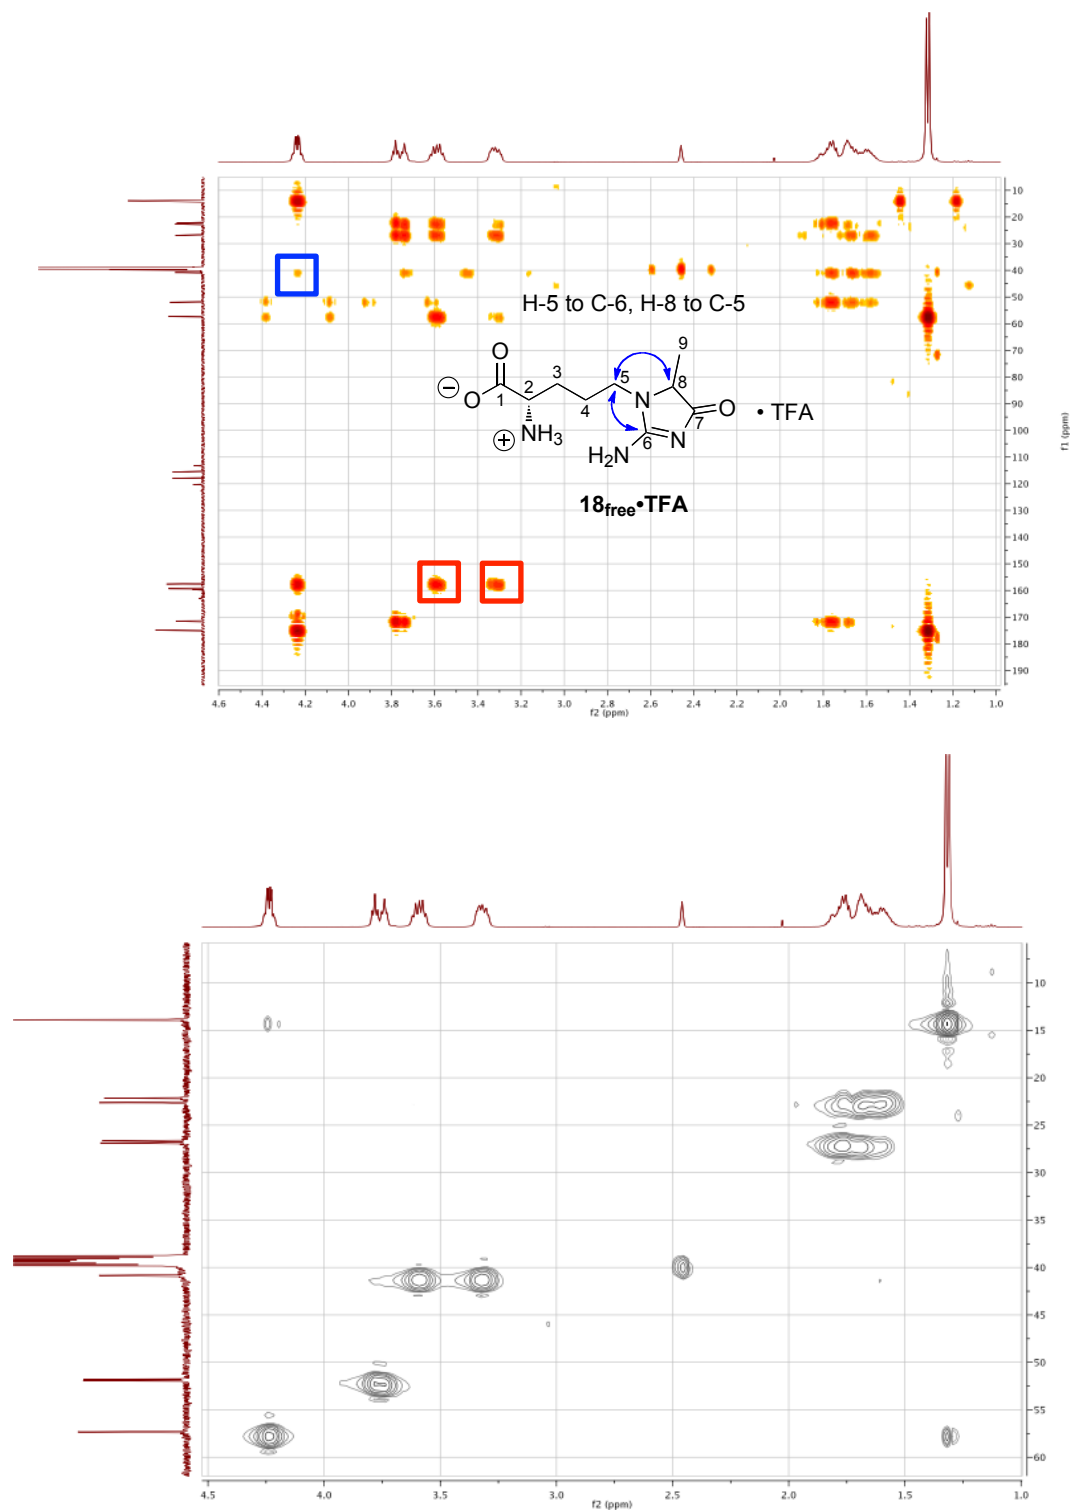 10
20
30
40
50
60
70
80
90
100
110
120
130
140
150
160
170
180
190
f1 (ppm)
H-5 to C-6, H-8 to C-5
9
O
3
5
8
2
O
1
4
N
7
O
• TFA
NH3
6
N
H2N
18free•TFA
4.6 4.4 4.2 4.0 3.8 3.6 3.4 3.2 3.0 2.8 2.6 2.4 2.2 2.0 1.8 1.6 1.4 1.2 1.0
f2 (ppm)
10
15
20
25
30
35
40
45
50
55
60
4.5 4.0 3.5 3.0 2.5 2.0 1.5 1.0
f2 (ppm)